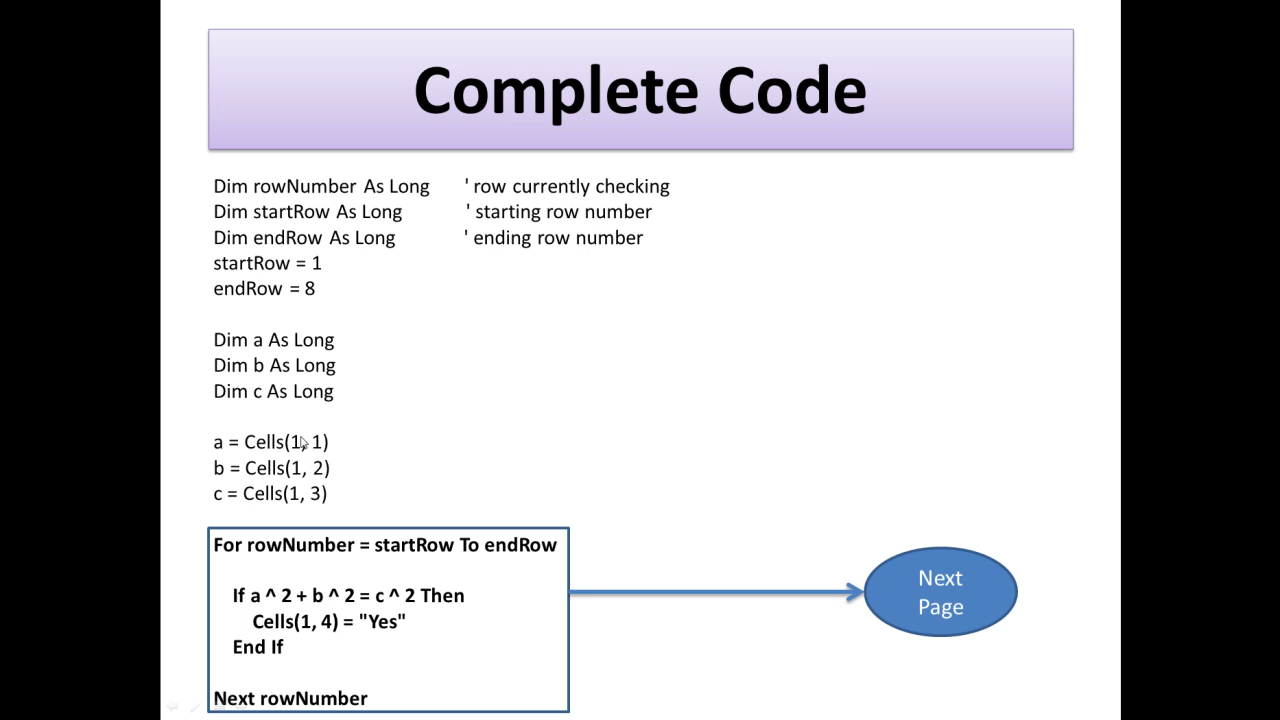 Complete Code
Dim rowNumber As Long ' row currently checking
Dim startRow As Long ' starting row number
Dim endRow As Long ' ending row number
startRow = 1
endRow = 8
Dim a As Long
Dim b As Long
Dim c As Long
a = Cells(1, 1)
b = Cells(1, 2)
c = Cells(1, 3)
For rowNumber = startRow To endRow
If a ^ 2 + b ^ 2 = c ^ 2 Then
Cells(1, 4) = "Yes"
End If
Next rowNumber
Next
Page